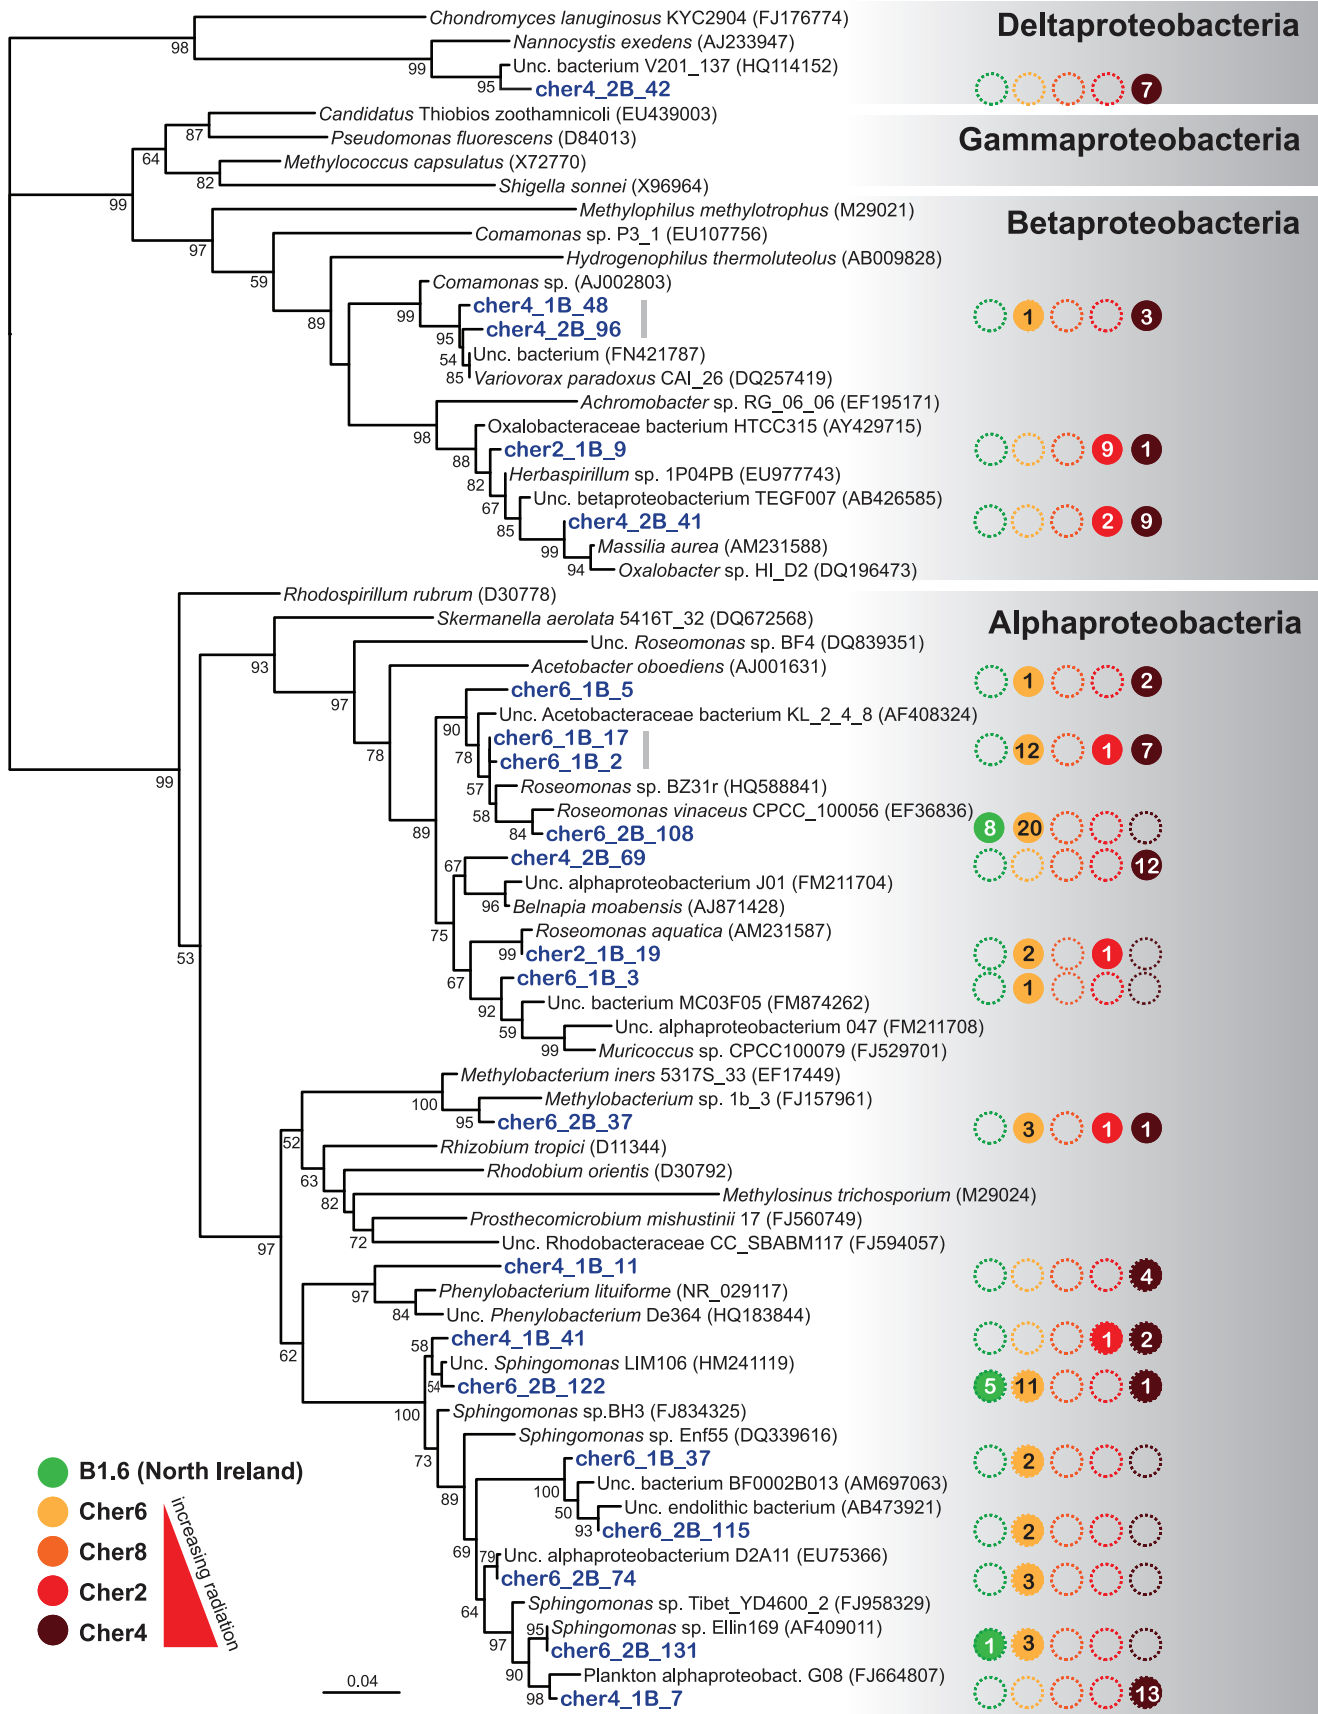 Chondromyces lanuginosus KYC2904 (FJ176774)
Deltaproteobacteria
98
Nannocystis exedens (AJ233947)
99
Unc. bacterium V201_137 (HQ114152)
95
cher4_2B_42
7
Candidatus Thiobios zoothamnicoli (EU439003)
Gammaproteobacteria
87
Pseudomonas fluorescens (D84013)
64
Methylococcus capsulatus (X72770)
82
Shigella sonnei (X96964)
99
Methylophilus methylotrophus (M29021)
Betaproteobacteria
97
Comamonas sp. P3_1 (EU107756)
59
Hydrogenophilus thermoluteolus (AB009828)
Comamonas sp. (AJ002803)
89
99
cher4_1B_48
1 3
95
cher4_2B_96
54
Unc. bacterium (FN421787)
85
Variovorax paradoxus CAI_26 (DQ257419)
Achromobacter sp. RG_06_06 (EF195171)
98
Oxalobacteraceae bacterium HTCC315 (AY429715)
88
cher2_1B_9
9 1
82
Herbaspirillum sp. 1P04PB (EU977743)
67
Unc. betaproteobacterium TEGF007 (AB426585)
85
cher4_2B_41
2 9
99
Massilia aurea (AM231588)
94
Oxalobacter sp. HI_D2 (DQ196473)
Rhodospirillum rubrum (D30778)
Skermanella aerolata 5416T_32 (DQ672568)
Alphaproteobacteria
93
Unc. Roseomonas sp. BF4 (DQ839351)
97
Acetobacter oboediens (AJ001631)
78
cher6_1B_5
1 2
90
Unc. Acetobacteraceae bacterium KL_2_4_8 (AF408324)
78
cher6_1B_17
12 1 7
cher6_1B_2
57
Roseomonas sp. BZ31r (HQ588841)
58
Roseomonas vinaceus CPCC_100056 (EF36836)
84
cher6_2B_108
8 20
89
67
cher4_2B_69
12
Unc. alphaproteobacterium J01 (FM211704)
96
Belnapia moabensis (AJ871428)
75
Roseomonas aquatica (AM231587)
99
cher2_1B_19
2 1
67
cher6_1B_3
1
92
Unc. bacterium MC03F05 (FM874262)
59
Unc. alphaproteobacterium 047 (FM211708)
99
Muricoccus sp. CPCC100079 (FJ529701)
99
53
Methylobacterium iners 5317S_33 (EF17449)
100
Methylobacterium sp. 1b_3 (FJ157961)
95
cher6_2B_37
3 1 1
52
Rhizobium tropici (D11344)
63
Rhodobium orientis (D30792)
82
Methylosinus trichosporium (M29024)
Prosthecomicrobium mishustinii 17 (FJ560749)
72
Unc. Rhodobacteraceae CC_SBABM117 (FJ594057)
97
cher4_1B_11
4
97
Phenylobacterium lituiforme (NR_029117)
84
Unc. Phenylobacterium De364 (HQ183844)
62
58
cher4_1B_41
1 2
Unc. Sphingomonas LIM106 (HM241119)
54
cher6_2B_122
5 11 1
100
Sphingomonas sp.BH3 (FJ834325)
73
Sphingomonas sp. Enf55 (DQ339616)
89
cher6_1B_37
2
100
Unc. bacterium BF0002B013 (AM697063)
50
Unc. endolithic bacterium (AB473921)
93
cher6_2B_115
2
69
79
Unc. alphaproteobacterium D2A11 (EU75366)
cher6_2B_74
3
64
Sphingomonas sp. Tibet_YD4600_2 (FJ958329)
97
95
Sphingomonas sp. Ellin169 (AF409011)
cher6_2B_131
1 3
90
Plankton alphaproteobact. G08 (FJ664807)
98
cher4_1B_7
13
B1.6 (North Ireland)
Cher6
Cher8
Cher2
Cher4
increasing radiation
0.04